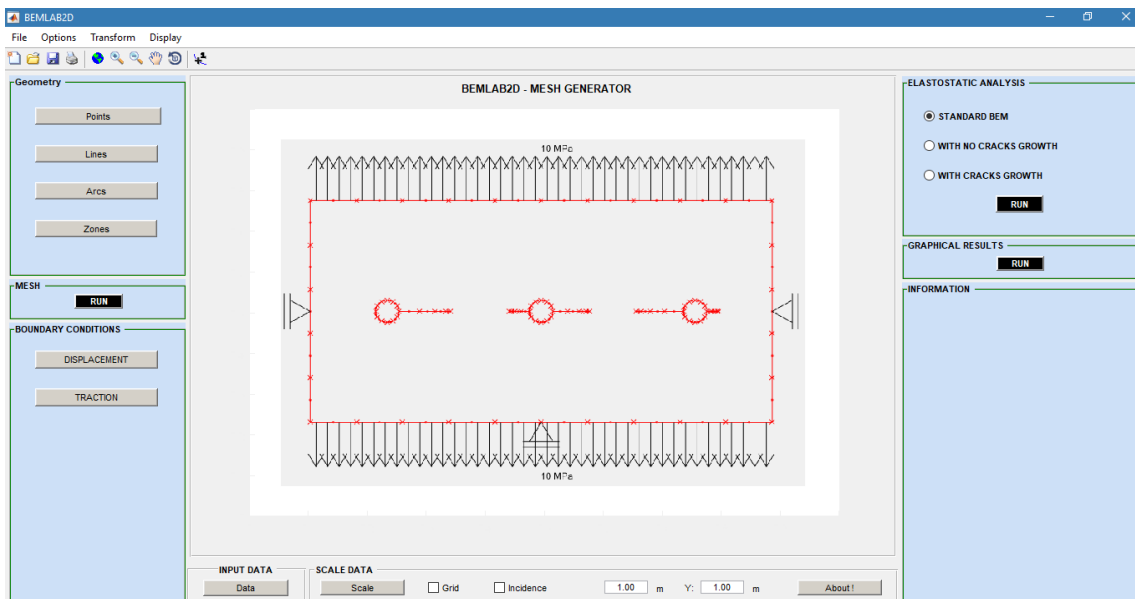 BEMLAB2D
File Options Transform Display
Geometry
Points
Lines
Arcs
Zones
MESH
RUN
BOUNDARY CONDITIONS
DISPLACEMENT
TRACTION
BEMLAB2D - MESH GENERATOR
10 MPa
10 MPa
INPUT DATA
Data
SCALE DATA
Scale
Grid
Incidence
1.00 m Y: 1.00 m
About !
ELASTOSTATIC ANALYSIS
STANDARD BEM
WITH NO CRACKS GROWTH
WITH CRACKS GROWTH
RUN
GRAPHICAL RESULTS
RUN
INFORMATION